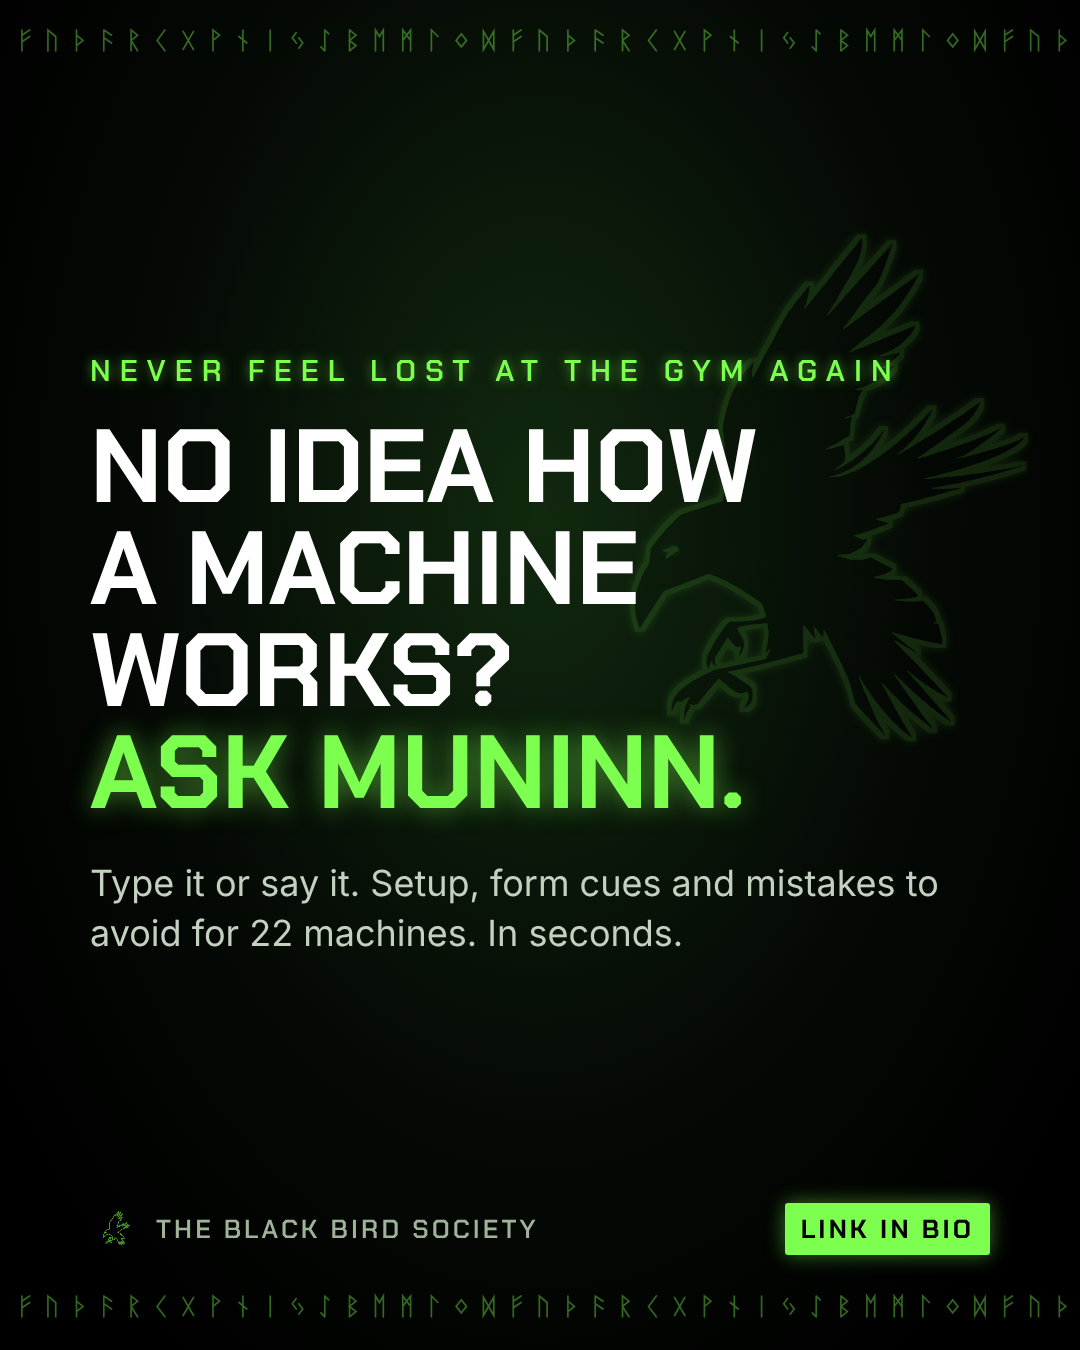 ᚠᚢᚦᚨᚱᚲᚷᚹᚾᛁᛃᛇᛒᛖᛗᛚᛜᛞᚠᚢᚦᚨᚱᚲᚷᚹᚾᛁᛃᛇᛒᛖᛗᛚᛜᛞᚠᚢᚦ
NEVER FEEL LOST AT THE GYM AGAIN
NO IDEA HOW
A MACHINE
WORKS?
ASK MUNINN.
Type it or say it. Setup, form cues and mistakes to
avoid for 22 machines. In seconds.
THE BLACK BIRD SOCIETY
LINK IN BIO
ᚠᚢᚦᚨᚱᚲᚷᚹᚾᛁᛃᛇᛒᛖᛗᛚᛜᛞᚠᚢᚦᚨᚱᚲᚷᚹᚾᛁᛃᛇᛒᛖᛗᛚᛜᛞᚠᚢᚦ